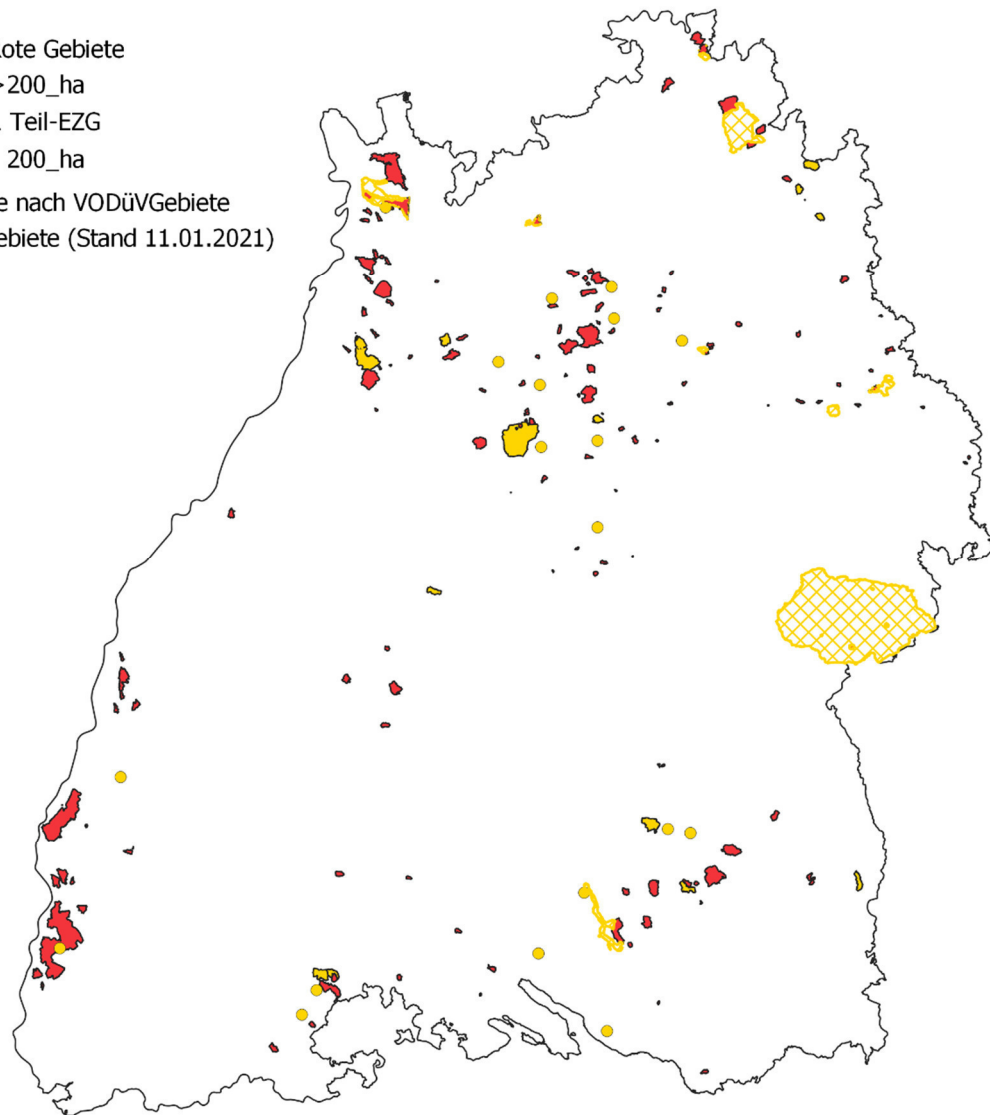 ote Gebiete
>200_ha
Teil-EZG
200_ha
e nach VODüVGebiete
ebiete (Stand 11.01.2021)